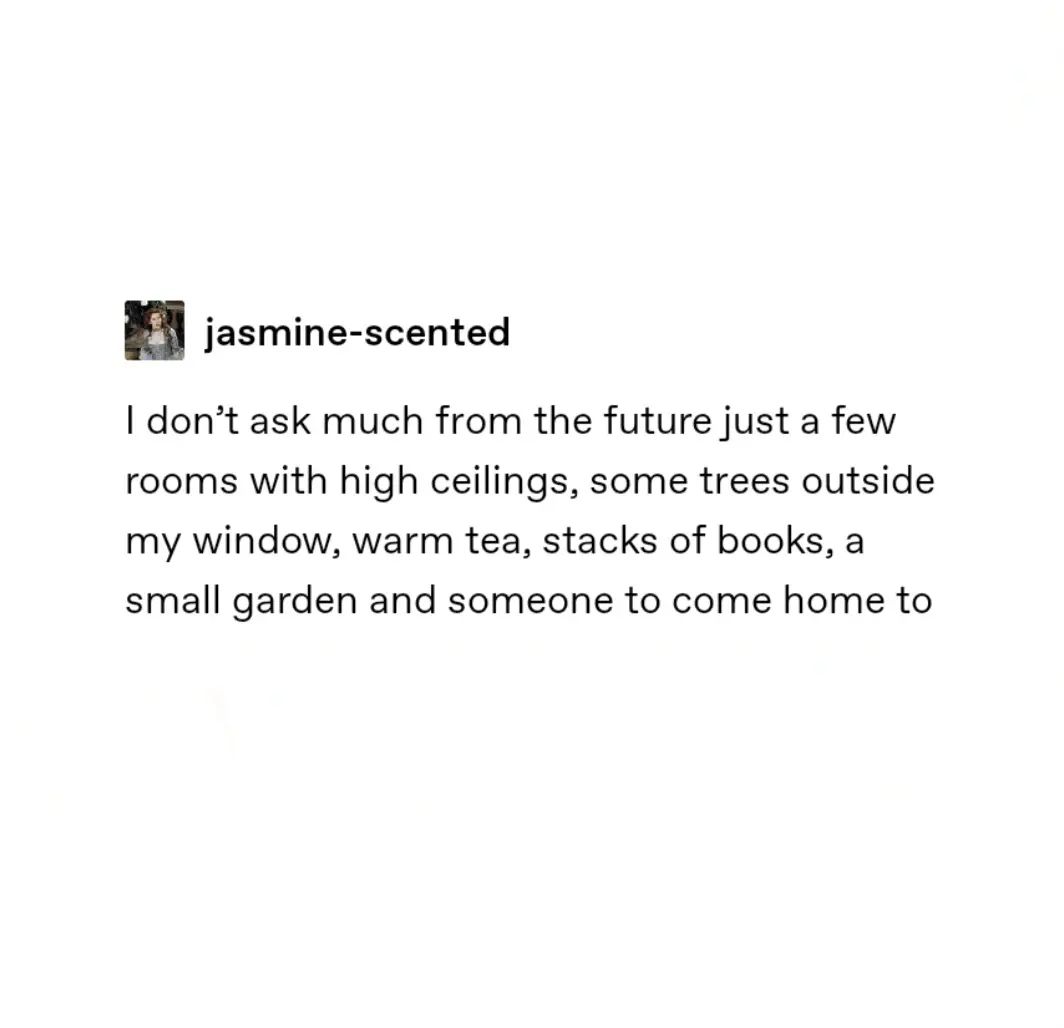 jasmine-scented
I don’t ask much from the future just a few
rooms with high ceilings, some trees outside
my window, warm tea, stacks of books, a
small garden and someone to come home to